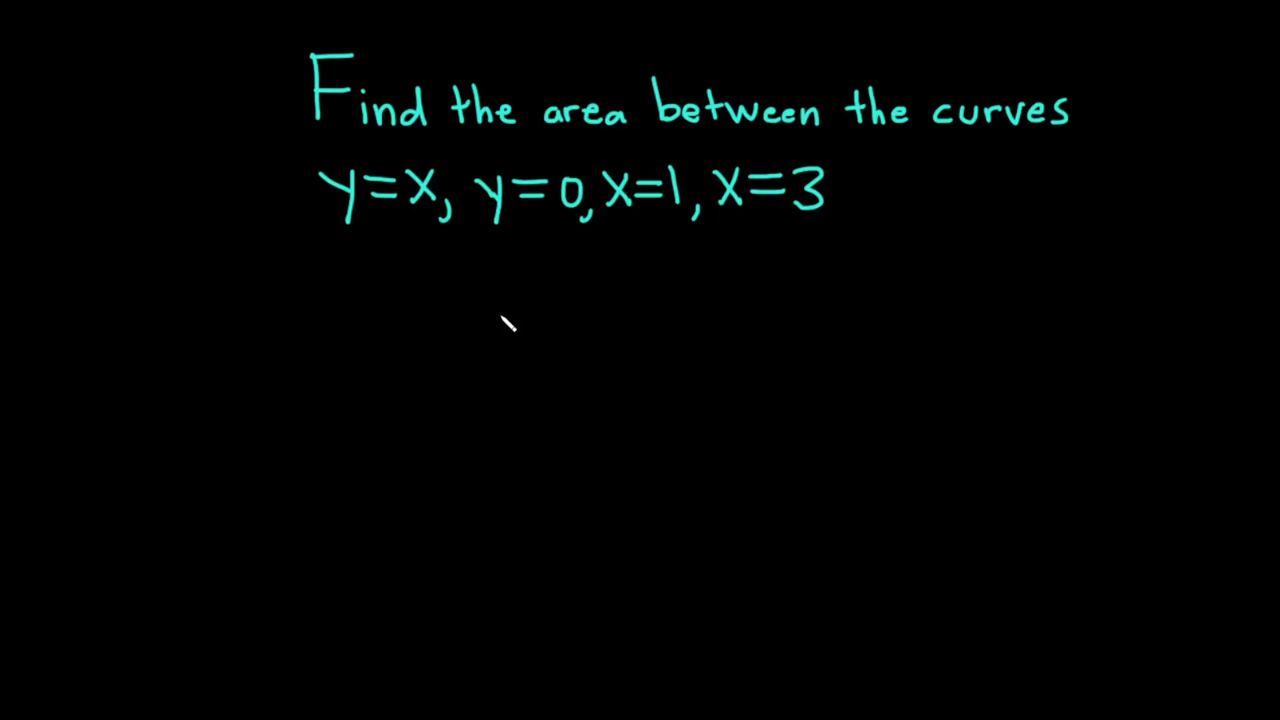 Find the area between the curves
y=x, y=0, x=1, x=3